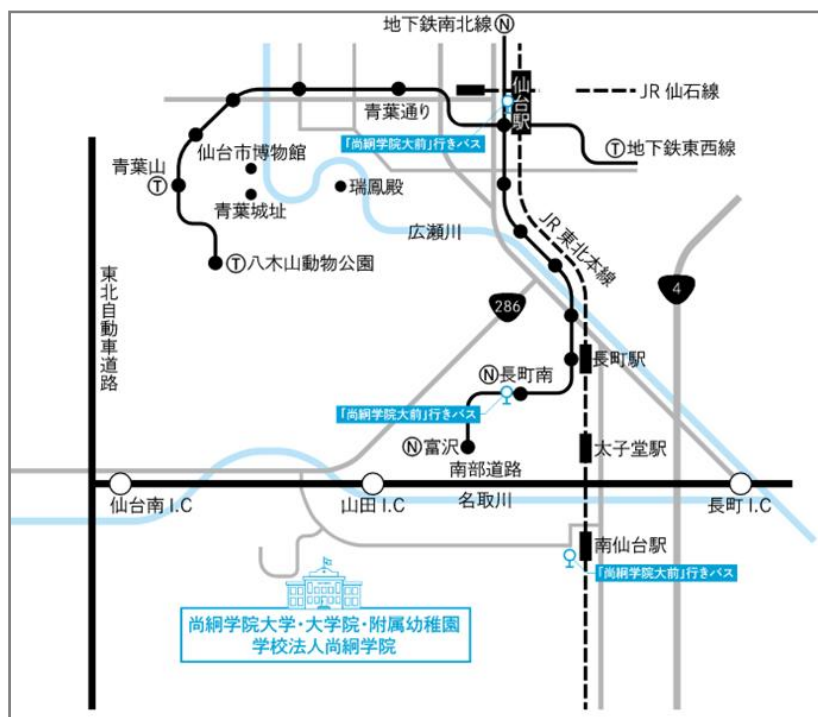 地下鉄南北線Ⓝ
仙台駅
JR 仙石線
青葉通り
「尚絅学院大前」行きバス
Ⓣ地下鉄東西線
仙台市博物館
青葉山
Ⓣ
瑞鳳殿
青葉城址
広瀬川
JR 東北本線
Ⓣ八木山動物公園
東北自動車道路
286
4
長町駅
Ⓝ長町南
「尚絅学院大前」行きバス
Ⓝ富沢
太子堂駅
南部道路
仙台南 I.C
山田 I.C
名取川
長町 I.C
南仙台駅
「尚絅学院大前」行きバス
尚絅学院大学・大学院・附属幼稚園
学校法人尚絅学院